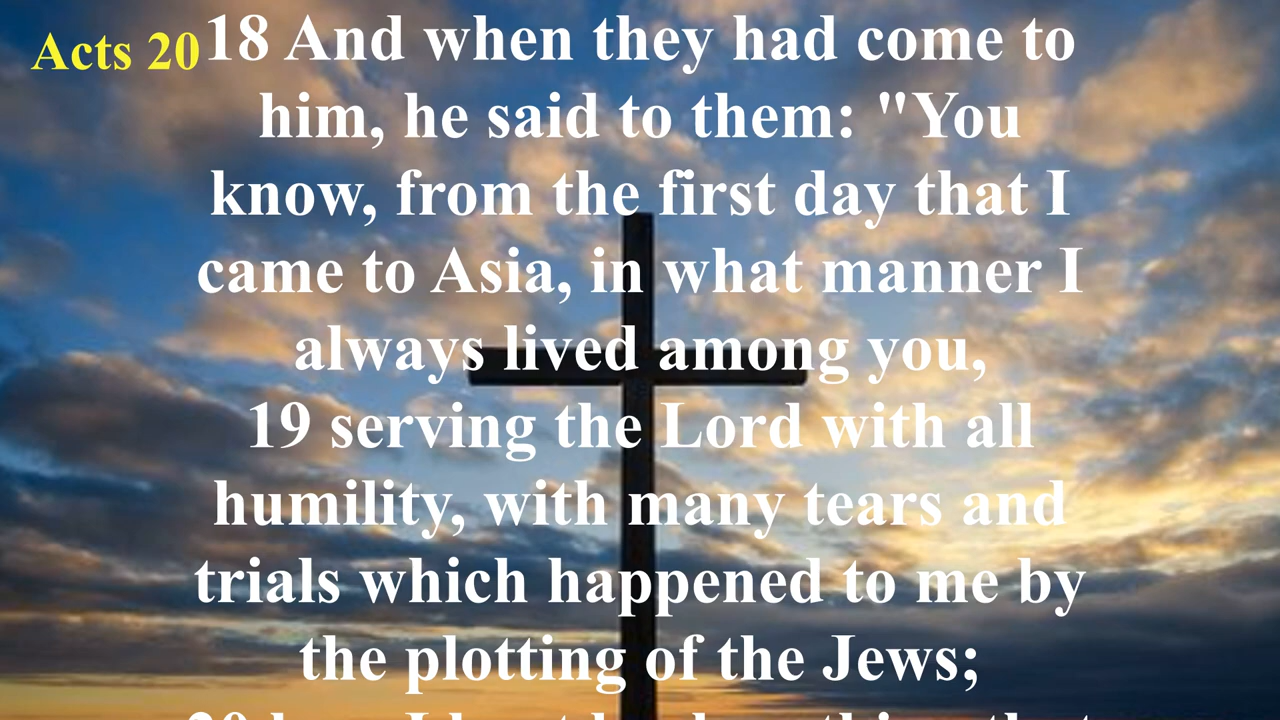 Acts 20
18 And when they had come to
him, he said to them: "You
know, from the first day that I
came to Asia, in what manner I
always lived among you,
19 serving the Lord with all
humility, with many tears and
trials which happened to me by
the plotting of the Jews;